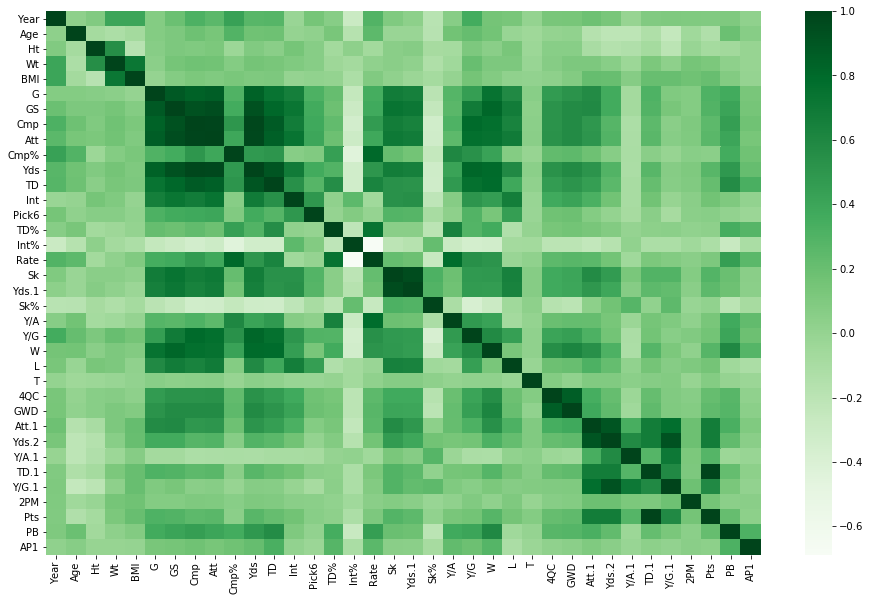 Year
Age
Ht
Wt
BMI
G
GS
Cmp
Att
Cmp%
Yds
TD
Int
Pick6
TD%
Int%
Rate
Sk
Yds.1
Sk%
Y/A
Y/G
W
L
T
4QC
GWD
Att.1
Yds.2
Y/A.1
TD.1
Y/G.1
2PM
Pts
PB
AP1
Year Age Ht Wt BMI G GS Cmp Att Cmp% Yds TD Int Pick6 TD% Int% Rate Sk Yds.1 Sk% Y/A Y/G W L T 4QC GWD Att.1 Yds.2 Y/A.1 TD.1 Y/G.1 2PM Pts PB AP1
1.0
0.8
0.6
0.4
0.2
0.0
−0.2
−0.4
−0.6